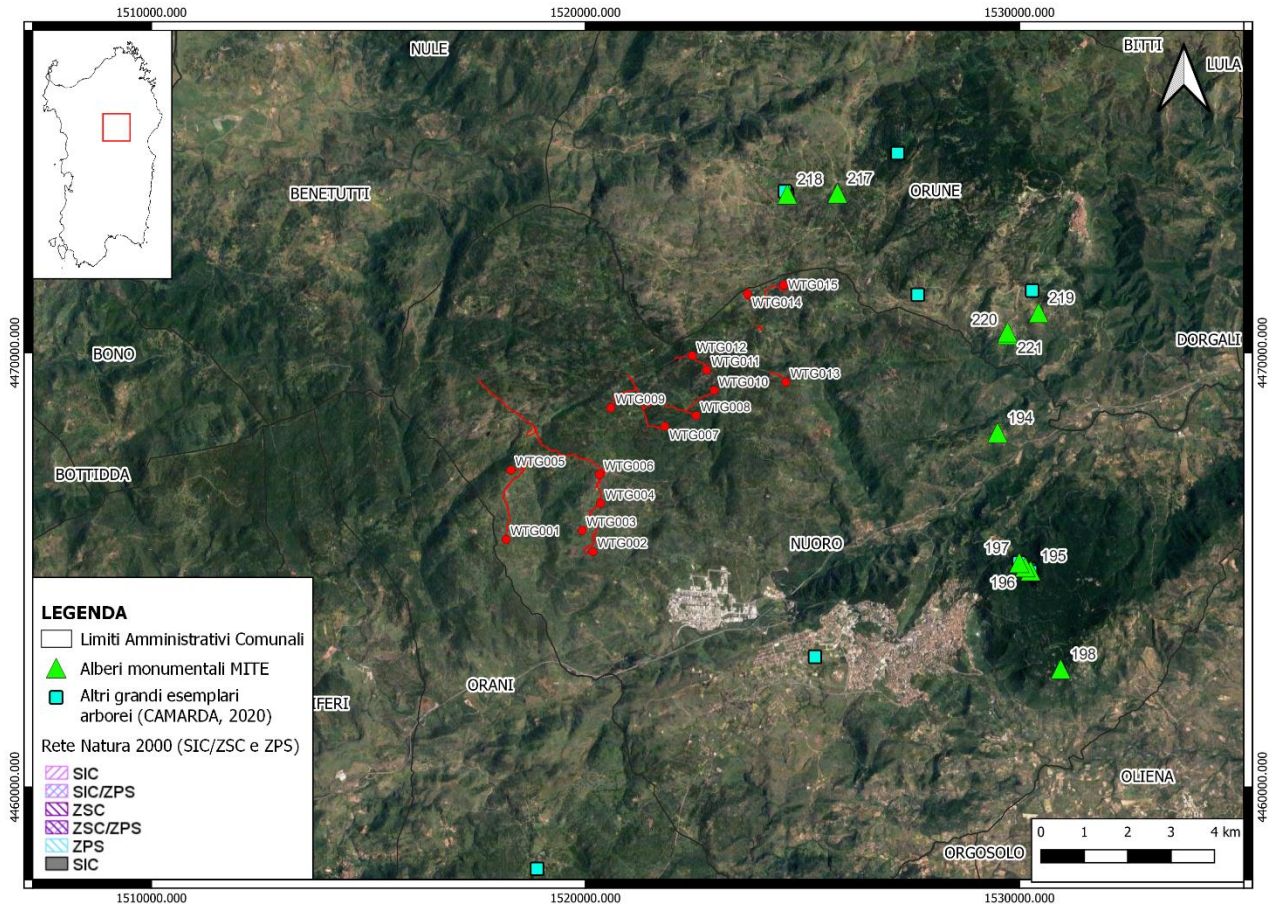 1510000.000
1520000.000
1530000.000
4470000.000
4460000.000
4470000.000
4460000.000
NULE
BITTI
LULA
BENETUTTI
218
217
ORUNE
WTG015
WTG014
219
220
221
DORGALI
BONO
WTG012
WTG011
WTG013
WTG010
WTG009
WTG008
WTG007
194
BOTTIDDA
WTG005
WTG006
WTG004
WTG003
WTG001
WTG002
NUORO
197
195
196
198
ORANI
IFERI
OLIENA
ORGOSOLO
LEGENDA
Limiti Amministrativi Comunali
Alberi monumentali MITE
Altri grandi esemplari
arborei (CAMARDA, 2020)
Rete Natura 2000 (SIC/ZSC e ZPS)
SIC
SIC/ZPS
ZSC
ZSC/ZPS
ZPS
SIC
0 1 2 3 4 km
1510000.000
1520000.000
1530000.000